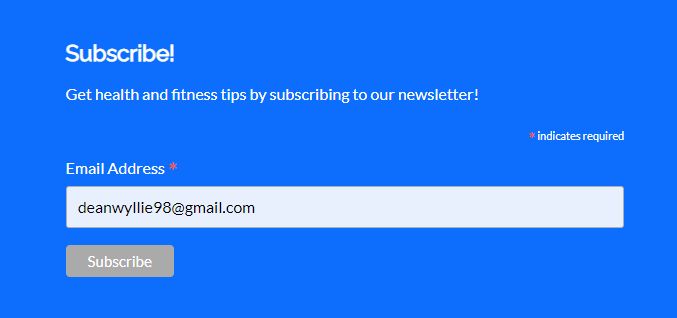 Subscribe!
Get health and fitness tips by subscribing to our newsletter!
* indicates required
Email Address *
deanwyllie98@gmail.com
Subscribe